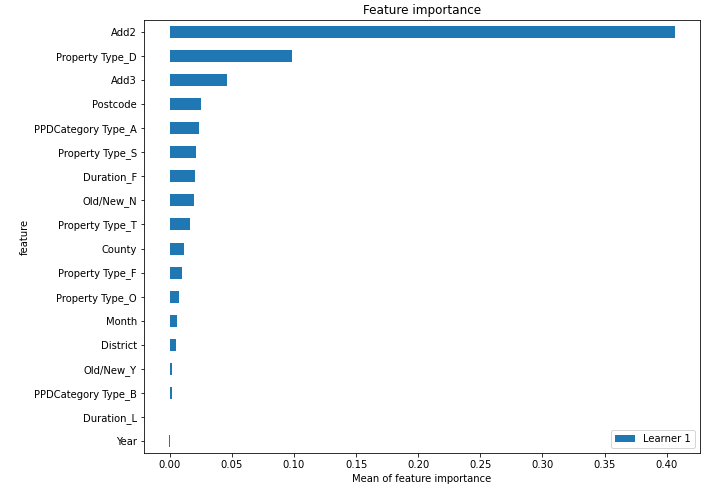 Feature importance
Add2
Property Type_D
Add3
Postcode
PPDCategory Type_A
Property Type_S
Duration_F
Old/New_N
Property Type_T
County
Property Type_F
Property Type_O
Month
District
Old/New_Y
PPDCategory Type_B
Duration_L
Year
feature
Learner 1
0.00 0.05 0.10 0.15 0.20 0.25 0.30 0.35 0.40
Mean of feature importance